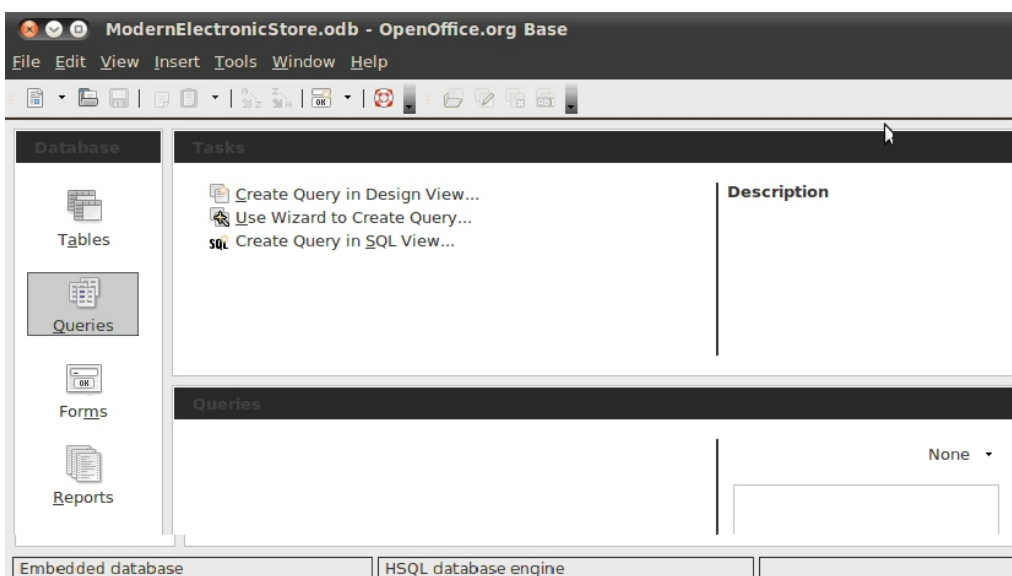 ModernElectronicStore.odb - OpenOffice.org Base
File Edit View Insert Tools Window Help
Database
Tasks
Create Query in Design View...
Use Wizard to Create Query...
SQL Create Query in SQL View...
Description
Tables
Queries
Forms
Reports
Queries
None
Embedded database
HSQL database engine